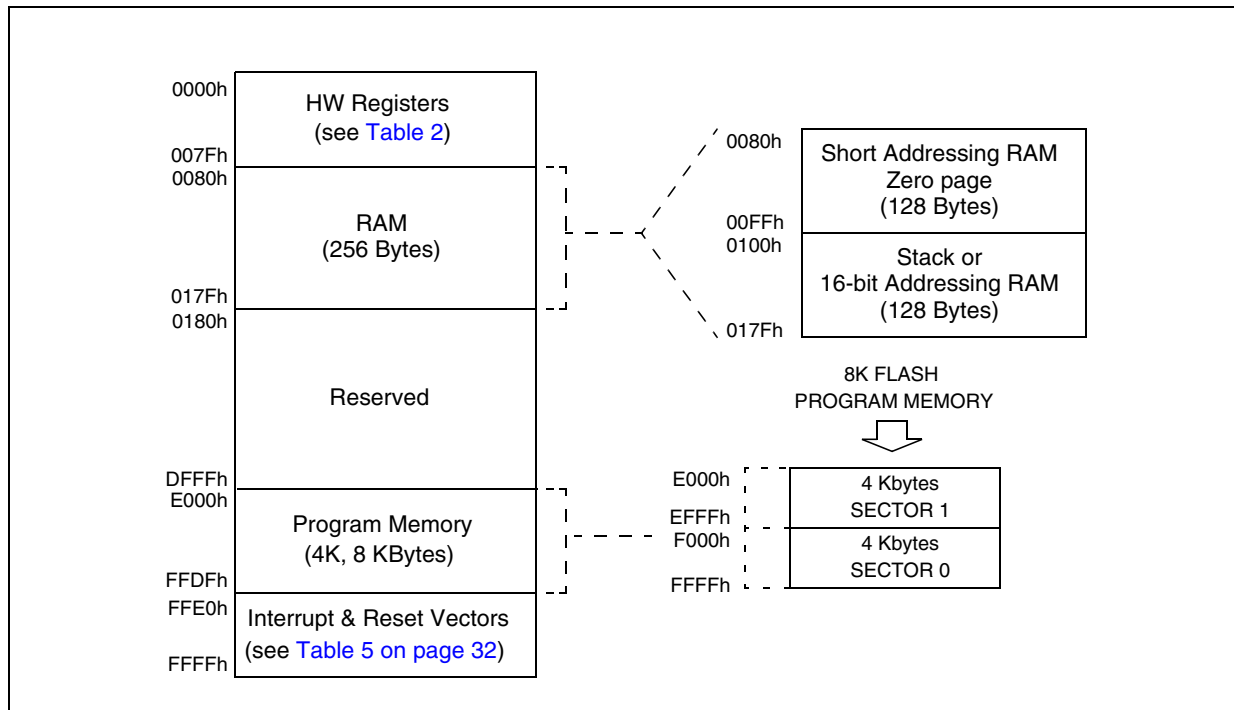 0000h
HW Registers
(see Table 2)
007Fh
0080h
RAM
(256 Bytes)
017Fh
0180h
Reserved
DFFFh
E000h
Program Memory
(4K, 8 KBytes)
FFDFh
FFE0h
Interrupt & Reset Vectors
(see Table 5 on page 32)
FFFFh
0080h
Short Addressing RAM
Zero page
(128 Bytes)
00FFh
0100h
Stack or
16-bit Addressing RAM
(128 Bytes)
017Fh
8K FLASH
PROGRAM MEMORY
E000h
4 Kbytes
SECTOR 1
EFFFh
F000h
4 Kbytes
SECTOR 0
FFFFh